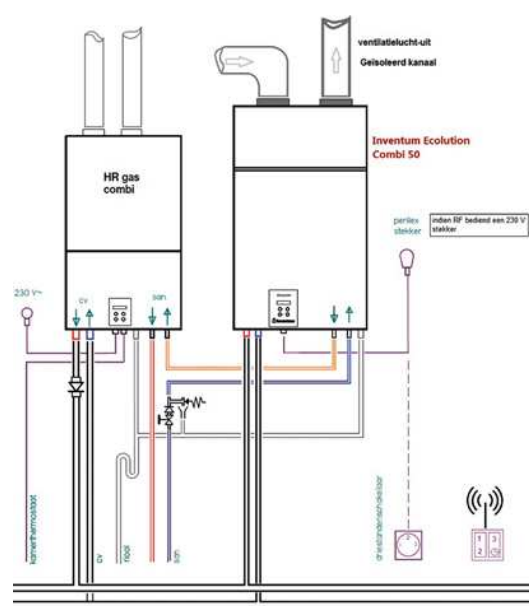 ventilatielucht-uit
Geïsoleerd kanaal
Inventum Ecolution
Combi 50
HR gas
combi
perilex
stekker
indien RF bediend een 230 V
stekker
230 V~
cv
san
kamerthermostaat
cv
riool
san
driestandenschakelaar
1 3
2